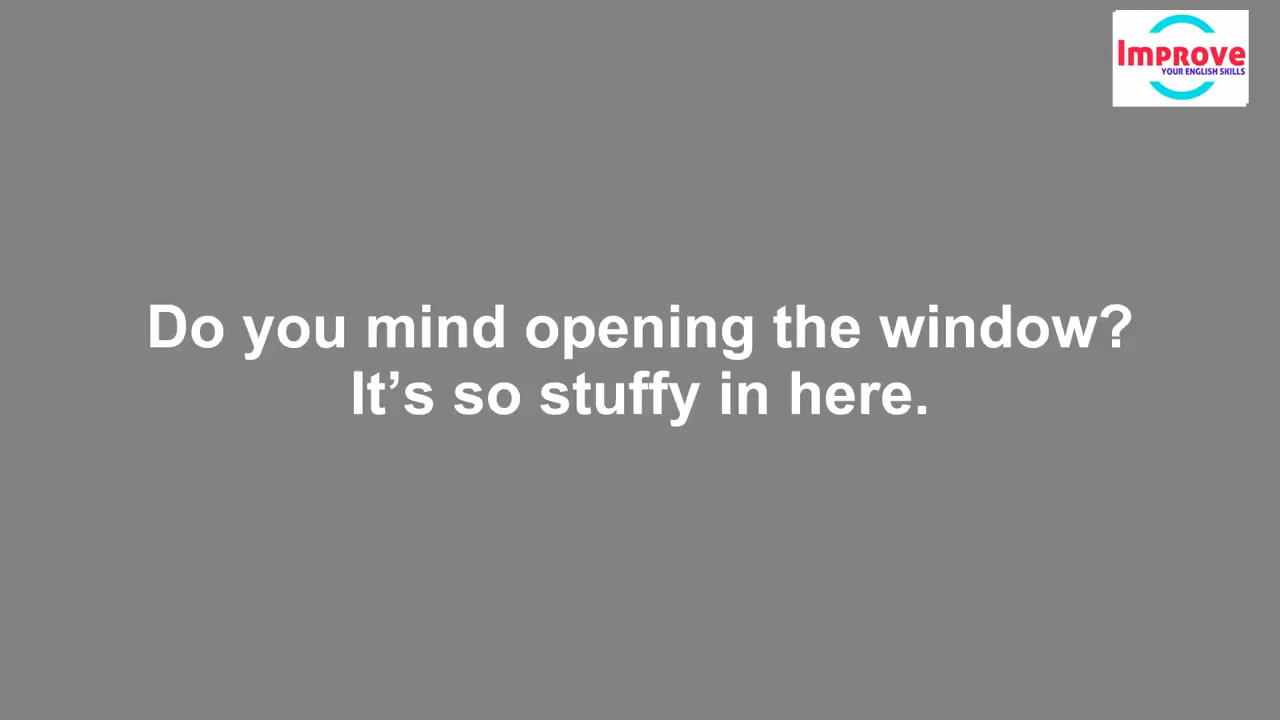 Improve
YOUR ENGLISH SKILLS
Do you mind opening the window?
It’s so stuffy in here.